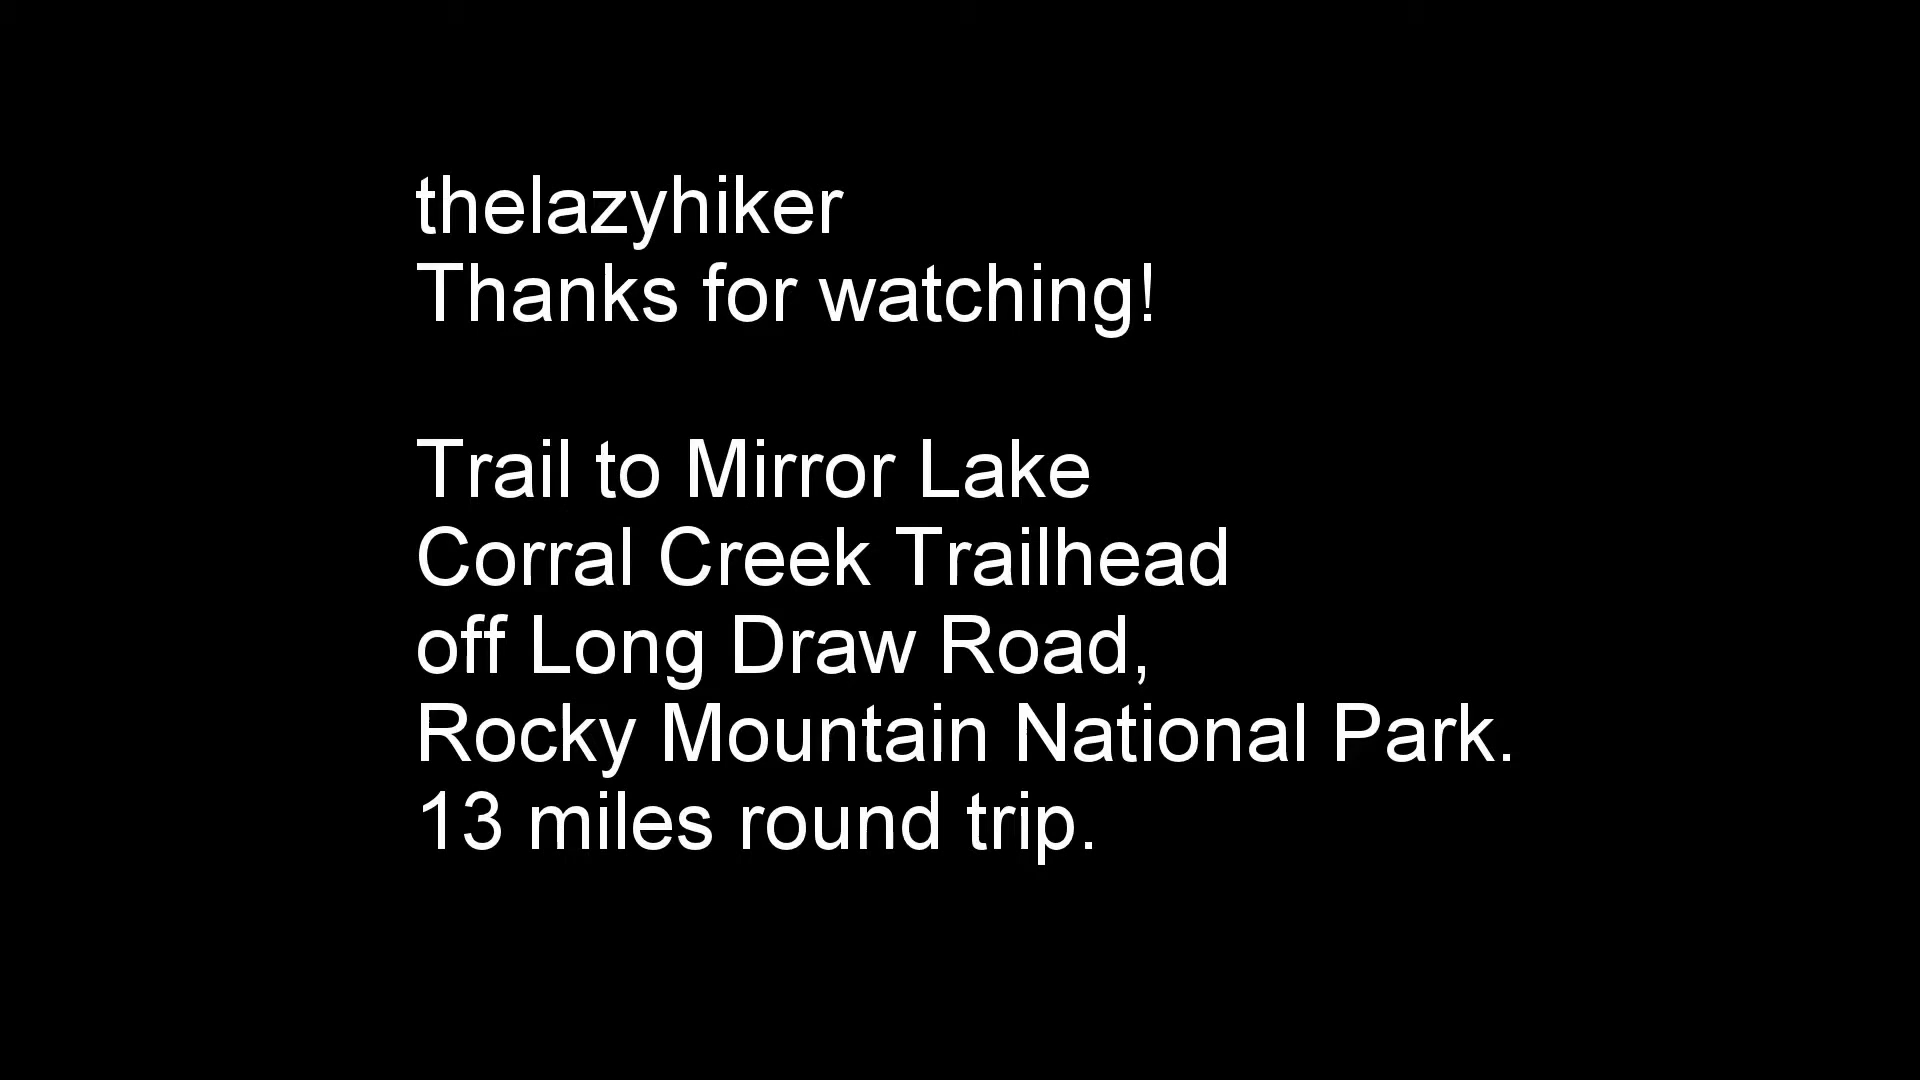 thelazyhiker
Thanks for watching!
Trail to Mirror Lake
Corral Creek Trailhead
off Long Draw Road,
Rocky Mountain National Park.
13 miles round trip.